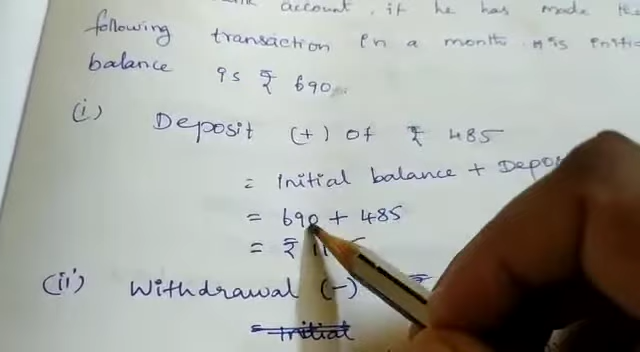 account, if he has made the
following transaction in a month. His initial
balance is ₹ 690.
(i) Deposit (+) of ₹ 485
= Initial balance + Depo
= 690 + 485
= ₹
(ii) Withdrawal (-) ₹
= Initial